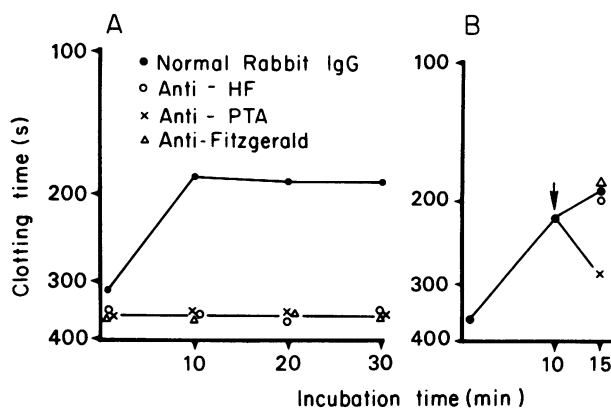 A
B
• Normal Rabbit IgG
○ Anti - HF
× Anti - PTA
△ Anti-Fitzgerald
Clotting time (s)
100
200
300
400
10
20
30
100
200
300
400
10
15
Incubation time (min)